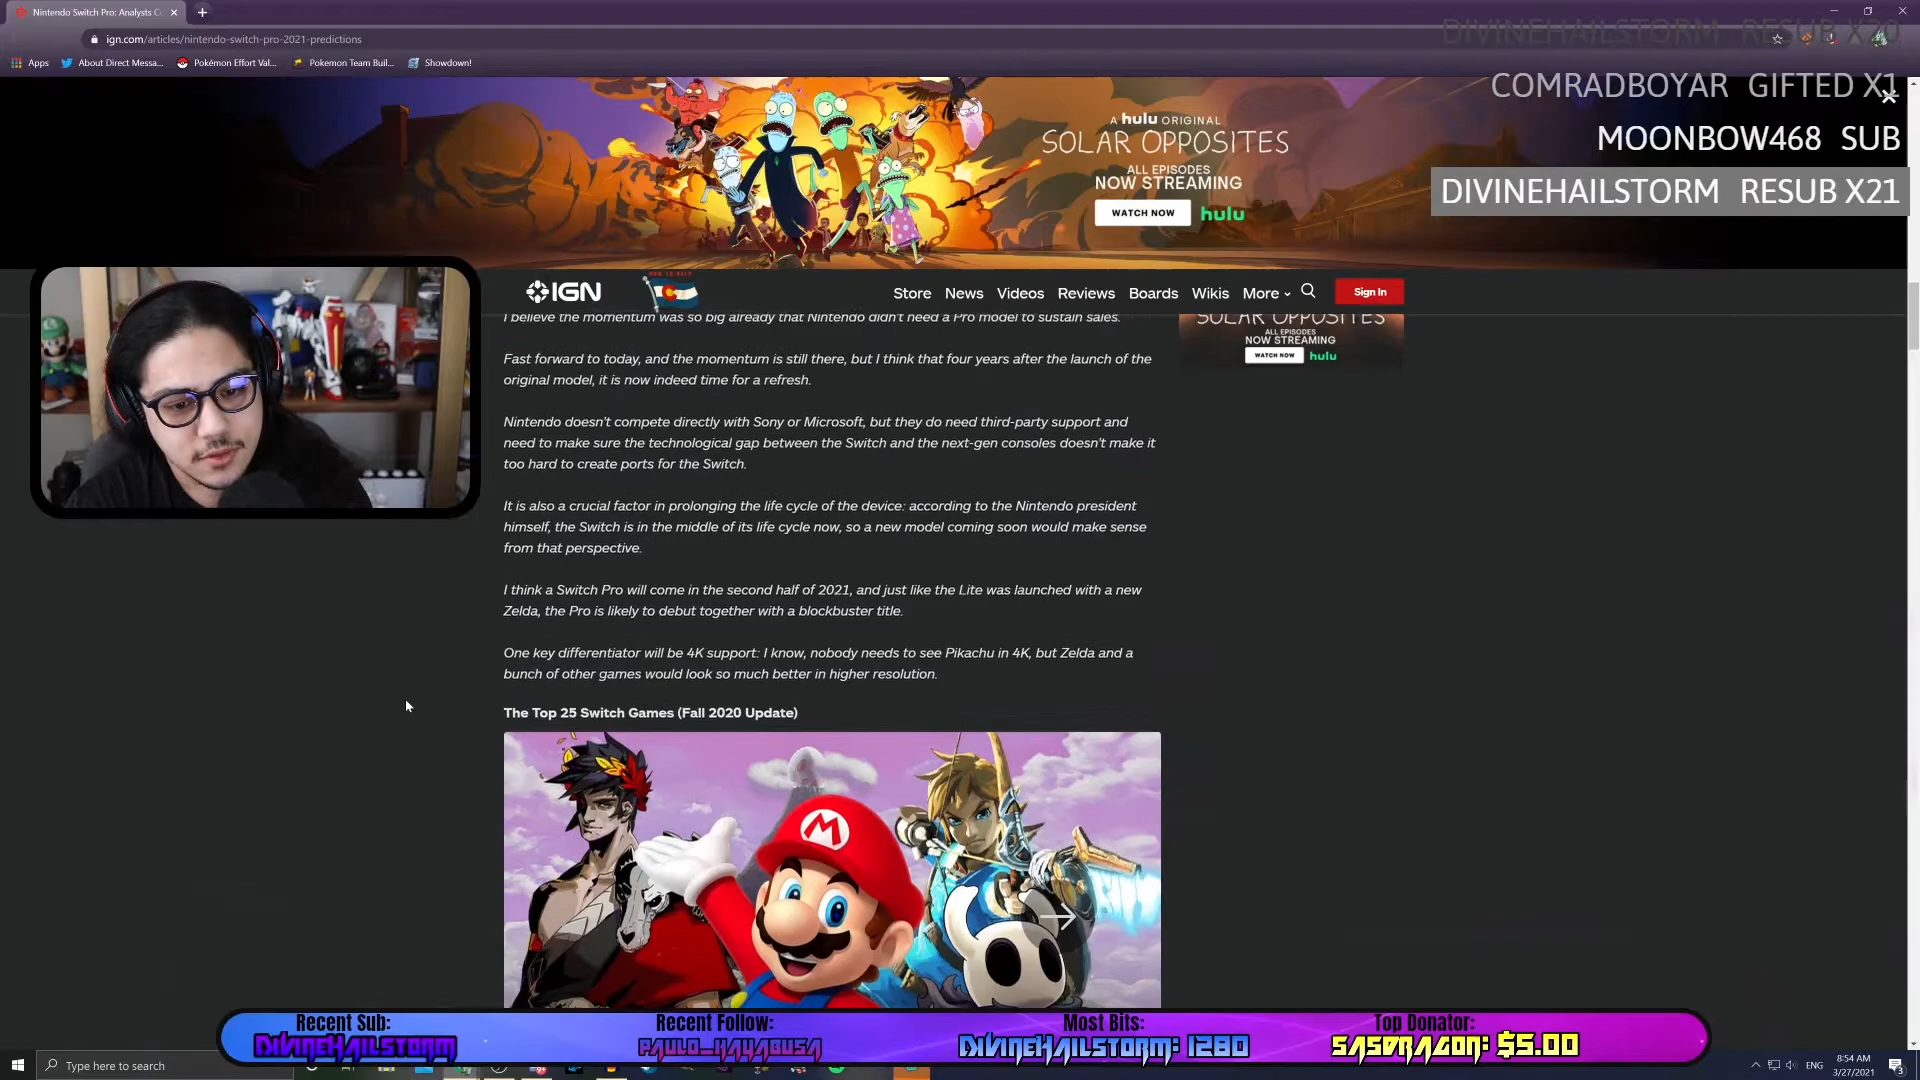 Nintendo Switch Pro: Analysts Co
ign.com/articles/nintendo-switch-pro-2021-predictions
Apps
About Direct Messa...
Pokémon Effort Val...
Pokemon Team Buil...
Showdown!
DIVINEHAILSTORM RESUB X20
COMRADBOYAR GIFTED X1
MOONBOW468 SUB
DIVINEHAILSTORM RESUB X21
A hulu ORIGINAL
SOLAR OPPOSITES
ALL EPISODES
NOW STREAMING
WATCH NOW
hulu
IGN
Store
News
Videos
Reviews
Boards
Wikis
More
Sign In
I believe the momentum was so big already that Nintendo didn't need a Pro model to sustain sales.
SOLAR OPPOSITES
ALL EPISODES
NOW STREAMING
WATCH NOW
hulu
Fast forward to today, and the momentum is still there, but I think that four years after the launch of the
original model, it is now indeed time for a refresh.
Nintendo doesn't compete directly with Sony or Microsoft, but they do need third-party support and
need to make sure the technological gap between the Switch and the next-gen consoles doesn't make it
too hard to create ports for the Switch.
It is also a crucial factor in prolonging the life cycle of the device: according to the Nintendo president
himself, the Switch is in the middle of its life cycle now, so a new model coming soon would make sense
from that perspective.
I think a Switch Pro will come in the second half of 2021, and just like the Lite was launched with a new
Zelda, the Pro is likely to debut together with a blockbuster title.
One key differentiator will be 4K support: I know, nobody needs to see Pikachu in 4K, but Zelda and a
bunch of other games would look so much better in higher resolution.
The Top 25 Switch Games (Fall 2020 Update)
M
Recent Sub:
DivineHailstorm
Recent Follow:
Paulo_Hayabusa
Most Bits:
DivineHailstorm: 1280
Top Donator:
SASDRAGON: $5.00
Type here to search
ENG
8:54 AM
3/27/2021
3